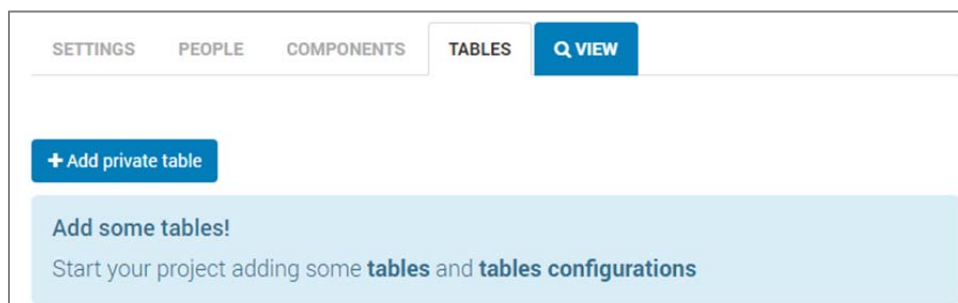 SETTINGS PEOPLE COMPONENTS TABLES VIEW
+ Add private table
Add some tables!
Start your project adding some tables and tables configurations